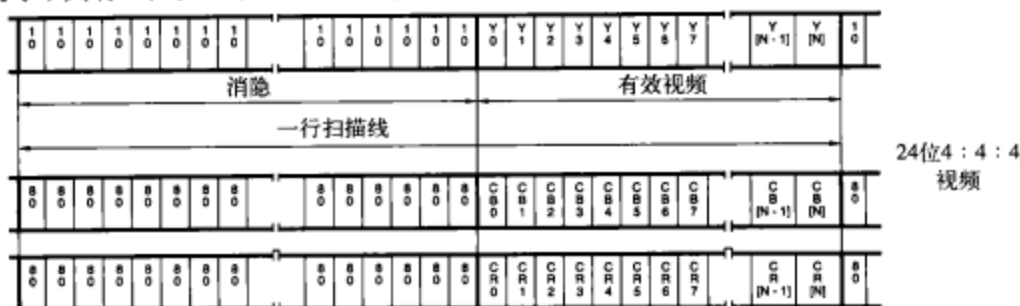 10 10 10 10 10 10 10 10 10 10 10 10 10 10 Y0 Y1 Y2 Y3 Y4 Y5 Y6 Y7 Y[N-1] Y[N] 10
消隐 有效视频
一行扫描线
24位4:4:4
视频
80 80 80 80 80 80 80 80 80 80 80 80 80 80 CB0 CB1 CB2 CB3 CB4 CB5 CB6 CB7 CB[N-1] CB[N] 80
80 80 80 80 80 80 80 80 80 80 80 80 80 80 CR0 CR1 CR2 CR3 CR4 CR5 CR6 CR7 CR[N-1] CR[N] 80